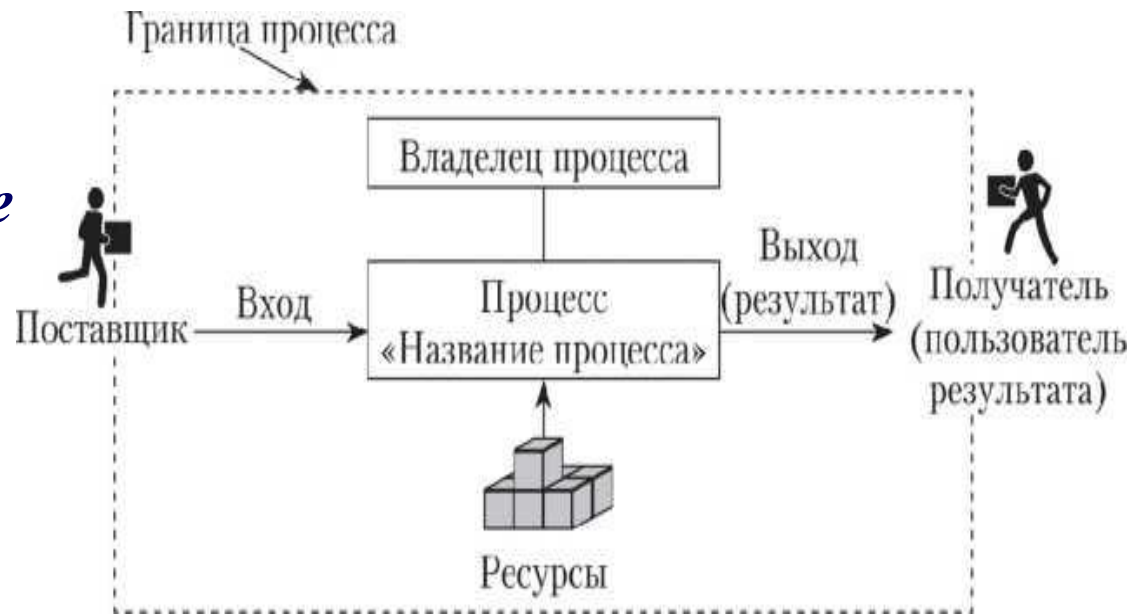 Граница процесса
Владелец процесса
е
Поставщик
Вход
Процесс
«Название процесса»
Выход
(результат)
Получатель
(пользователь
результата)
Ресурсы